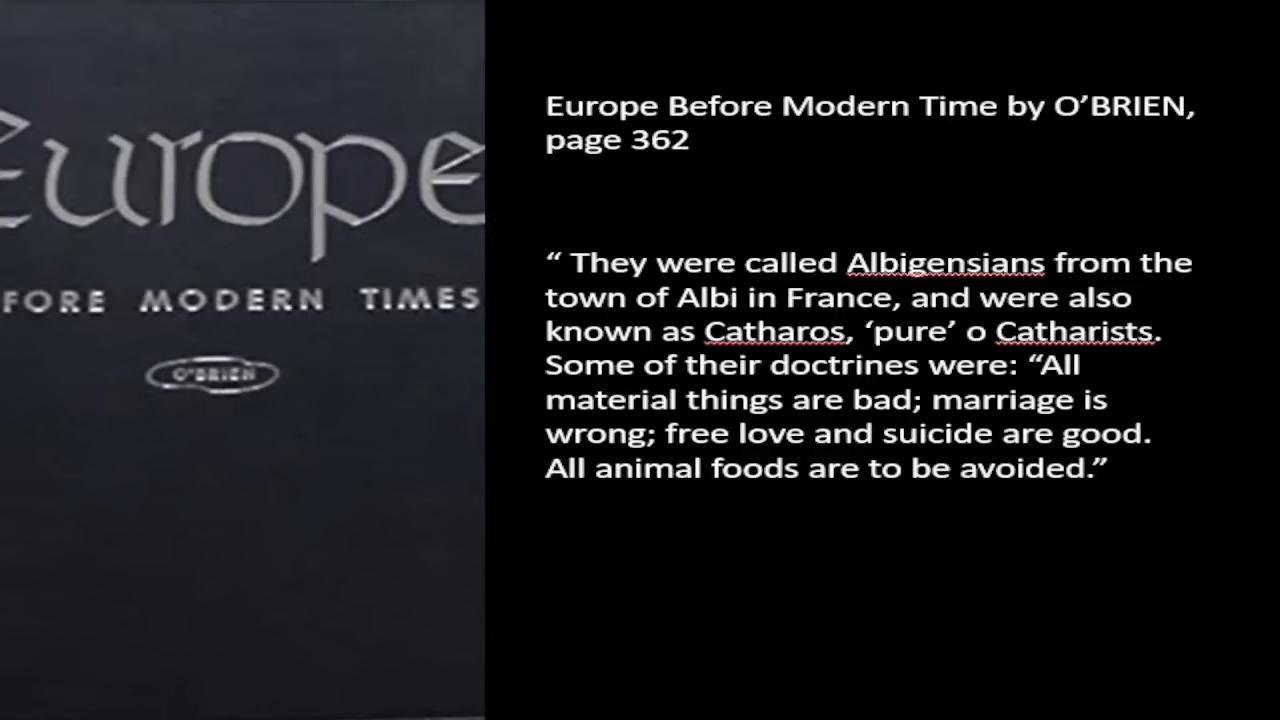 Europe
FORE MODERN TIMES
O'BRIEN
Europe Before Modern Time by O’BRIEN,
page 362
“ They were called Albigensians from the
town of Albi in France, and were also
known as Catharos, ‘pure’ o Catharists.
Some of their doctrines were: “All
material things are bad; marriage is
wrong; free love and suicide are good.
All animal foods are to be avoided.”